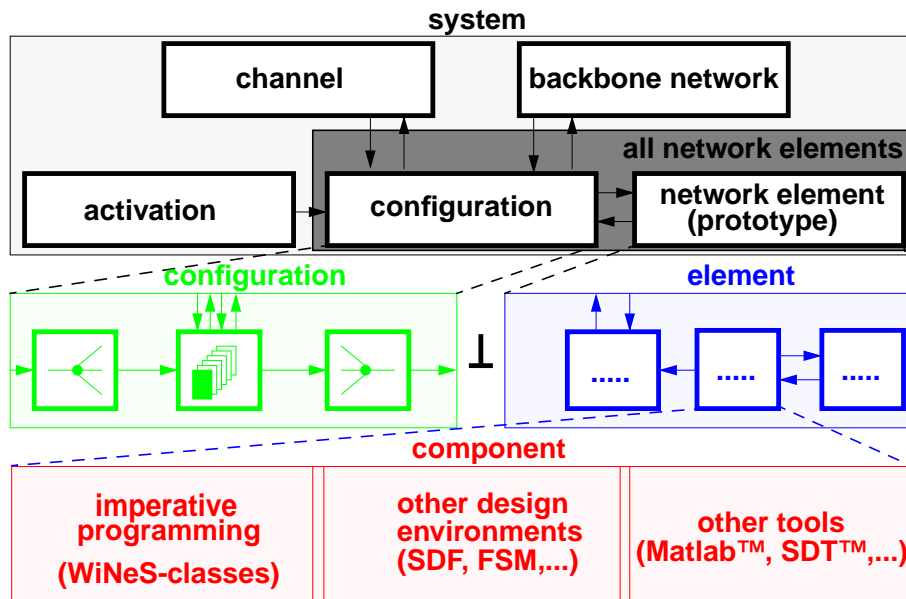 system
channel
backbone network
all network elements
activation
configuration
network element
(prototype)
configuration
element
.....
.....
.....
component
imperative
programming
(WiNeS-classes)
other design
environments
(SDF, FSM,...)
other tools
(Matlab™, SDT™,...)